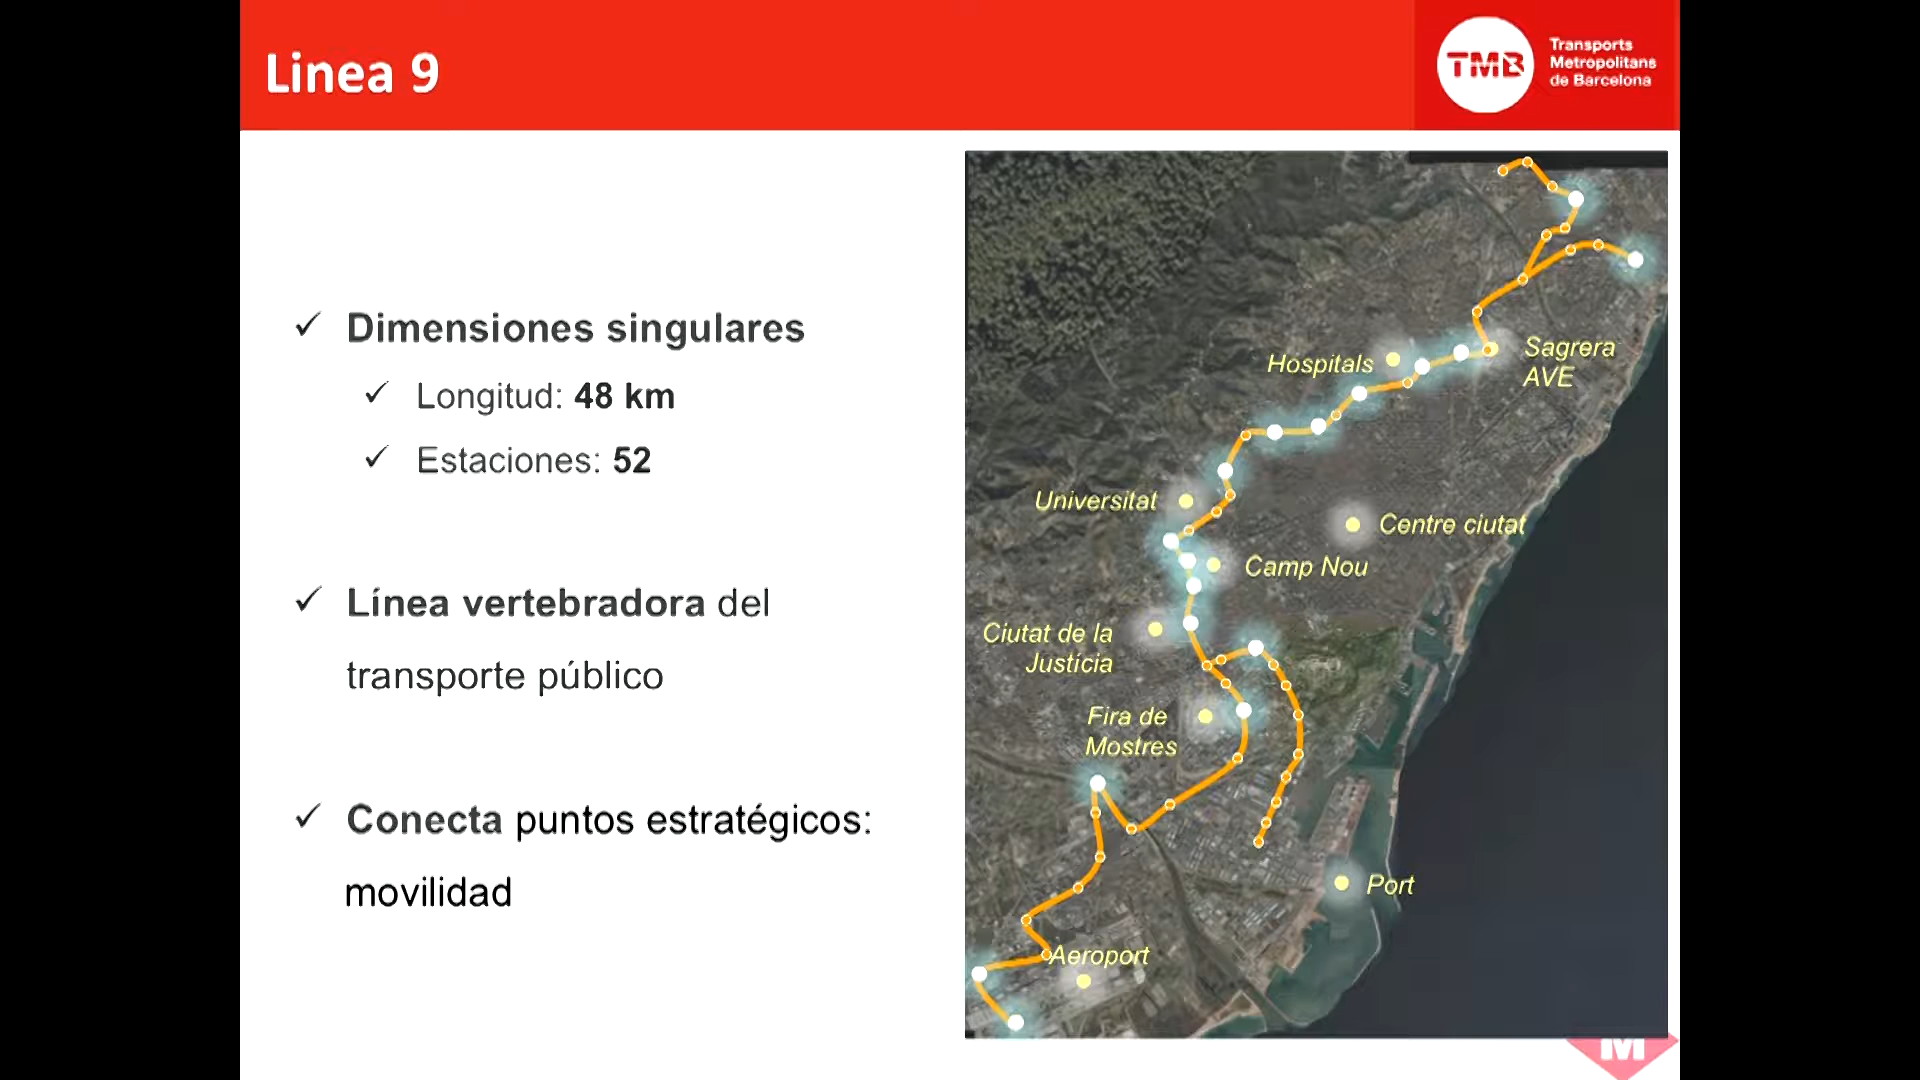 Linea 9
TMB
Transports
Metropolitans
de Barcelona
✓ Dimensiones singulares
✓ Longitud: 48 km
✓ Estaciones: 52
✓ Línea vertebradora del
transporte público
✓ Conecta puntos estratégicos:
movilidad
Hospitals
Sagrera
AVE
Universitat
Centre ciutat
Camp Nou
Ciutat de la
Justícia
Fira de
Mostres
Port
Aeroport
M